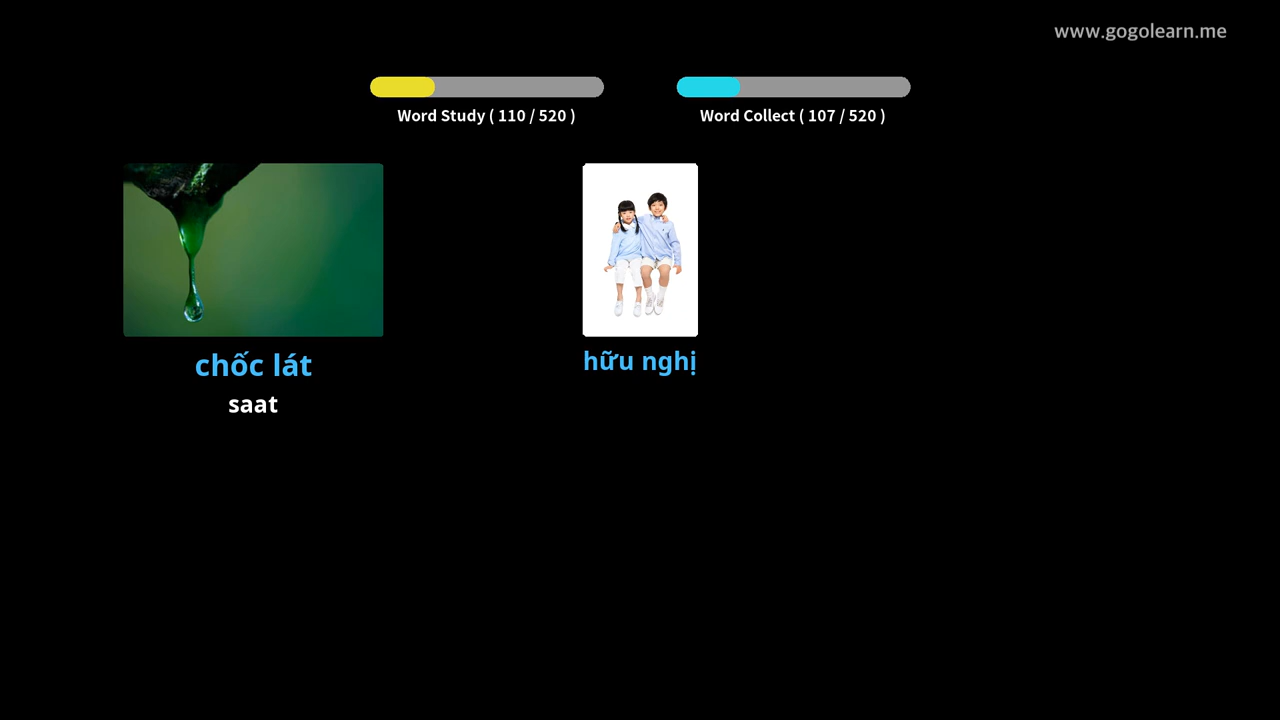 www.gogolearn.me
Word Study ( 110 / 520 )
Word Collect ( 107 / 520 )
chốc lát
saat
hữu nghị